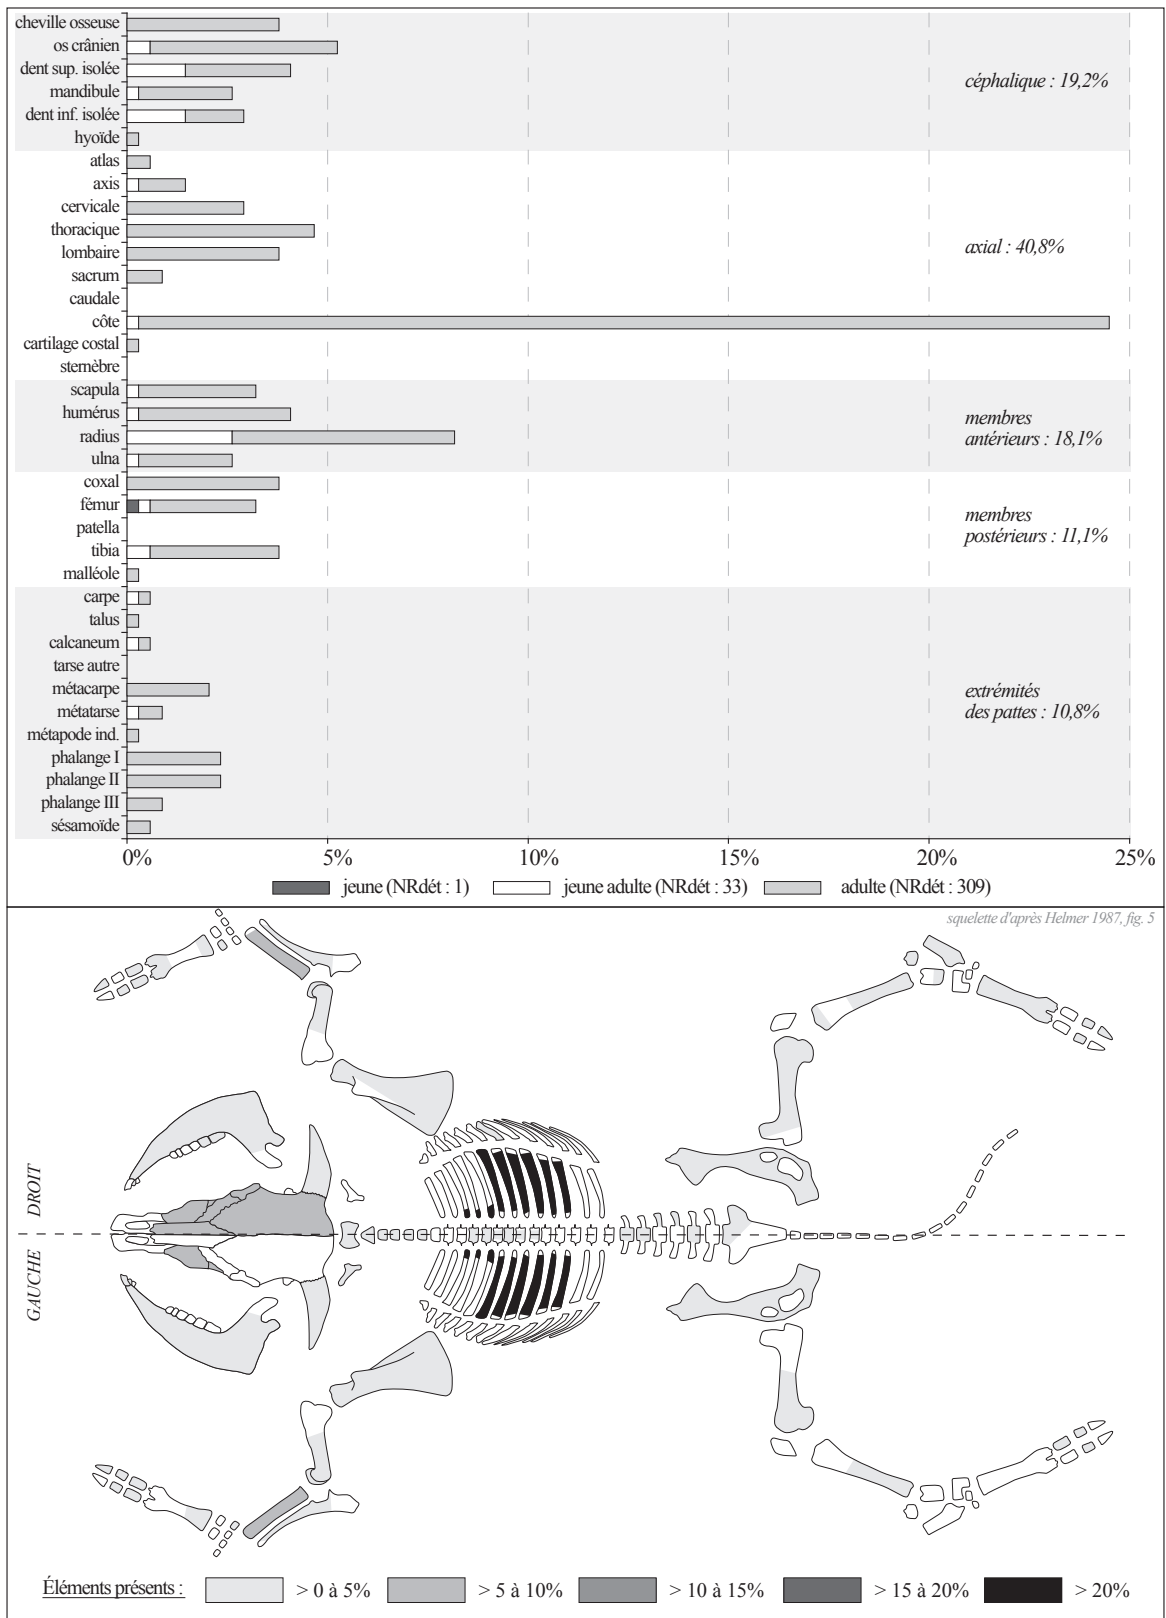 cheville osseuse
os crânien
dent sup. isolée
mandibule
dent inf. isolée
hyoïde
céphalique : 19,2%
atlas
axis
cervicale
thoracique
lombaire
sacrum
caudale
côte
cartilage costal
sternèbre
axial : 40,8%
scapula
humérus
radius
ulna
membres
antérieurs : 18,1%
coxal
fémur
patella
tibia
malléole
membres
postérieurs : 11,1%
carpe
talus
calcaneum
tarse autre
métacarpe
métatarse
métapode ind.
phalange I
phalange II
phalange III
sésamoïde
extrémités
des pattes : 10,8%
0% 5% 10% 15% 20% 25%
jeune (NRdét : 1) jeune adulte (NRdét : 33) adulte (NRdét : 309)
squelette d'après Helmer 1987, fig. 5
DROIT
GAUCHE
Éléments présents : > 0 à 5% > 5 à 10% > 10 à 15% > 15 à 20% > 20%